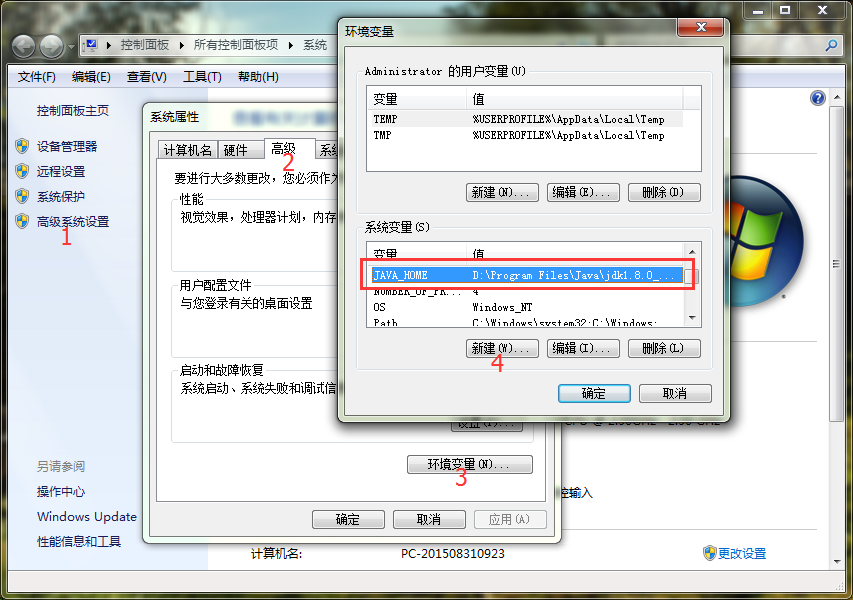 控制面板 ▸ 所有控制面板项 ▸ 系统
文件(F) 编辑(E) 查看(V) 工具(T) 帮助(H)
控制面板主页
设备管理器
远程设置
系统保护
高级系统设置
1
另请参阅
操作中心
Windows Update
性能信息和工具
系统属性
计算机名 硬件 高级 系
2
要进行大多数更改，您必须作
性能
视觉效果，处理器计划，内存
用户配置文件
与您登录有关的桌面设置
启动和故障恢复
系统启动、系统失败和调试信
环境变量(N)...
3
确定 取消 应用(A)
环境变量
Administrator 的用户变量(U)
变量 值
TEMP %USERPROFILE%\AppData\Local\Temp
TMP %USERPROFILE%\AppData\Local\Temp
新建(N)... 编辑(E)... 删除(D)
系统变量(S)
变量 值
JAVA_HOME D:\Program Files\Java\jdk1.8.0_...
NUMBER_OF_PR... 4
OS Windows_NT
Path C:\Windows\system32;C:\Windows;
新建(W)... 编辑(I)... 删除(L)
4
确定 取消
控输入
计算机名: PC-201508310923
更改设置